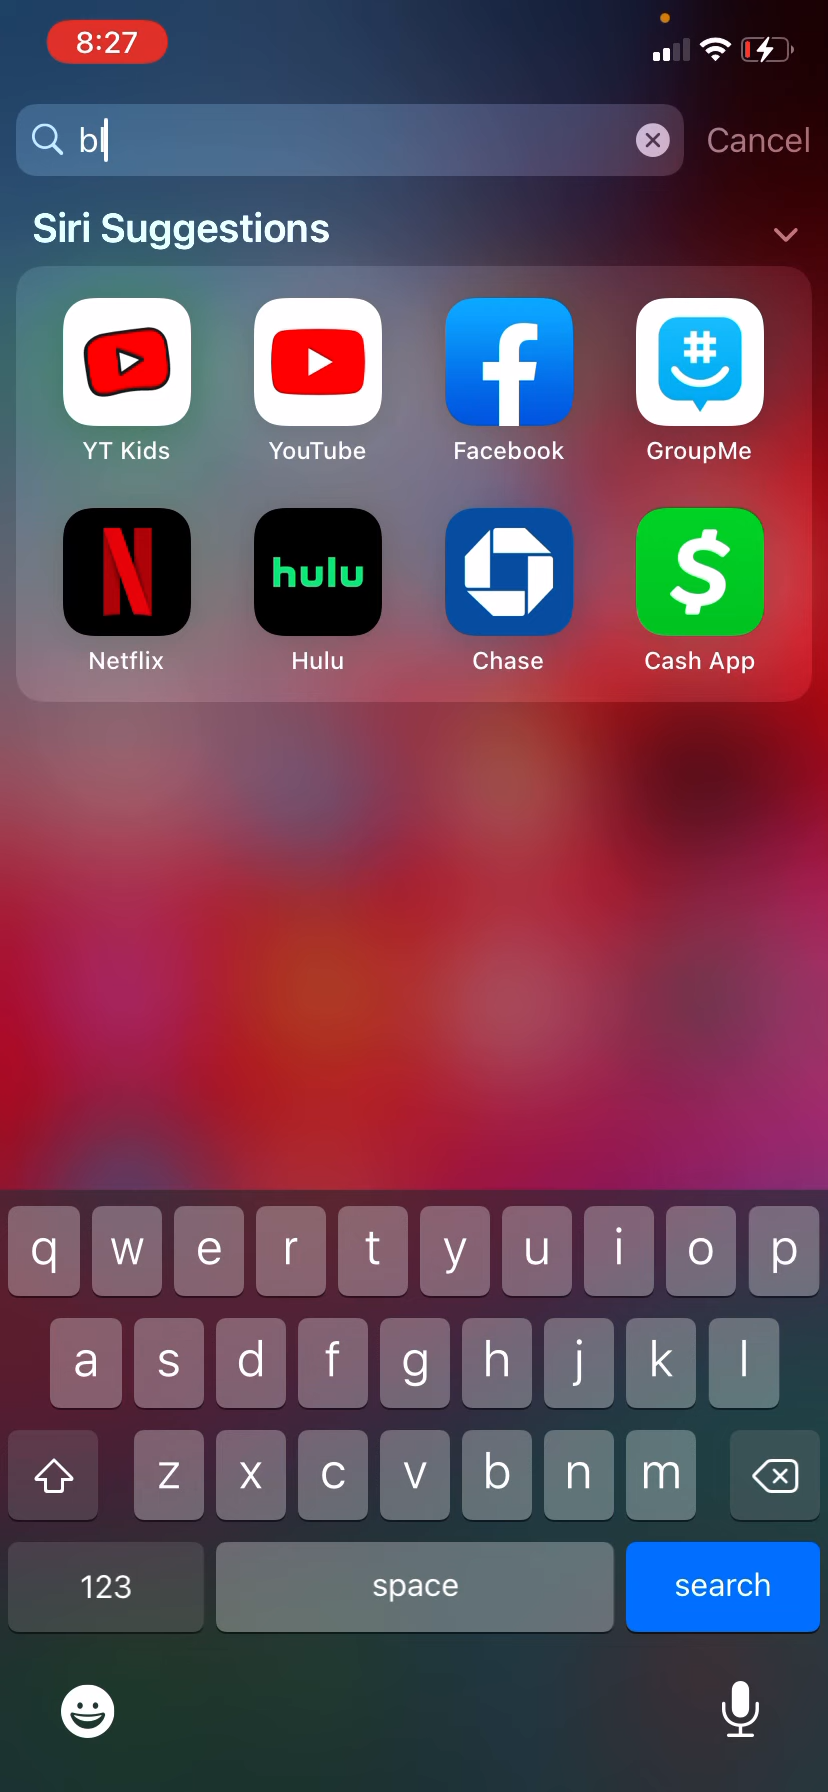 8:27
bl
Cancel
Siri Suggestions
YT Kids
YouTube
Facebook
GroupMe
hulu
Netflix
Hulu
Chase
Cash App
q w e r t y u i o p
a s d f g h j k l
z x c v b n m
123 space search